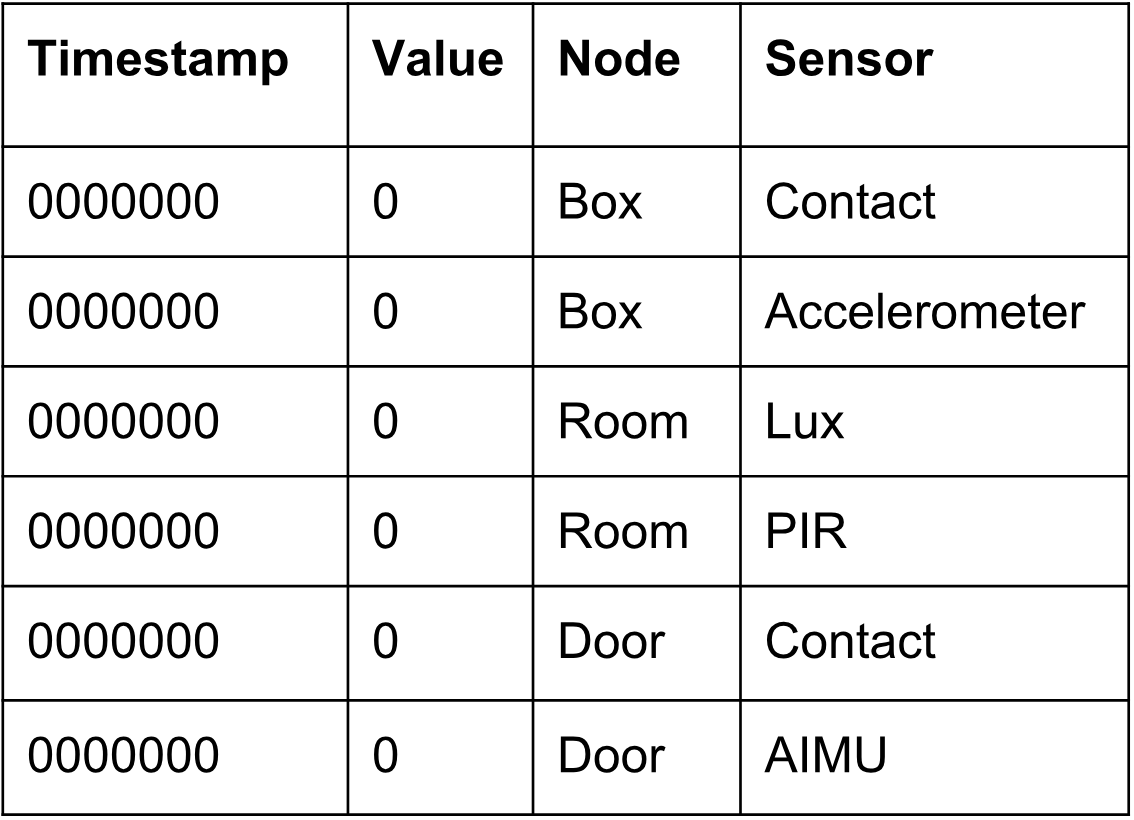 Timestamp Value Node Sensor
0000000 0 Box Contact
0000000 0 Box Accelerometer
0000000 0 Room Lux
0000000 0 Room PIR
0000000 0 Door Contact
0000000 0 Door AIMU